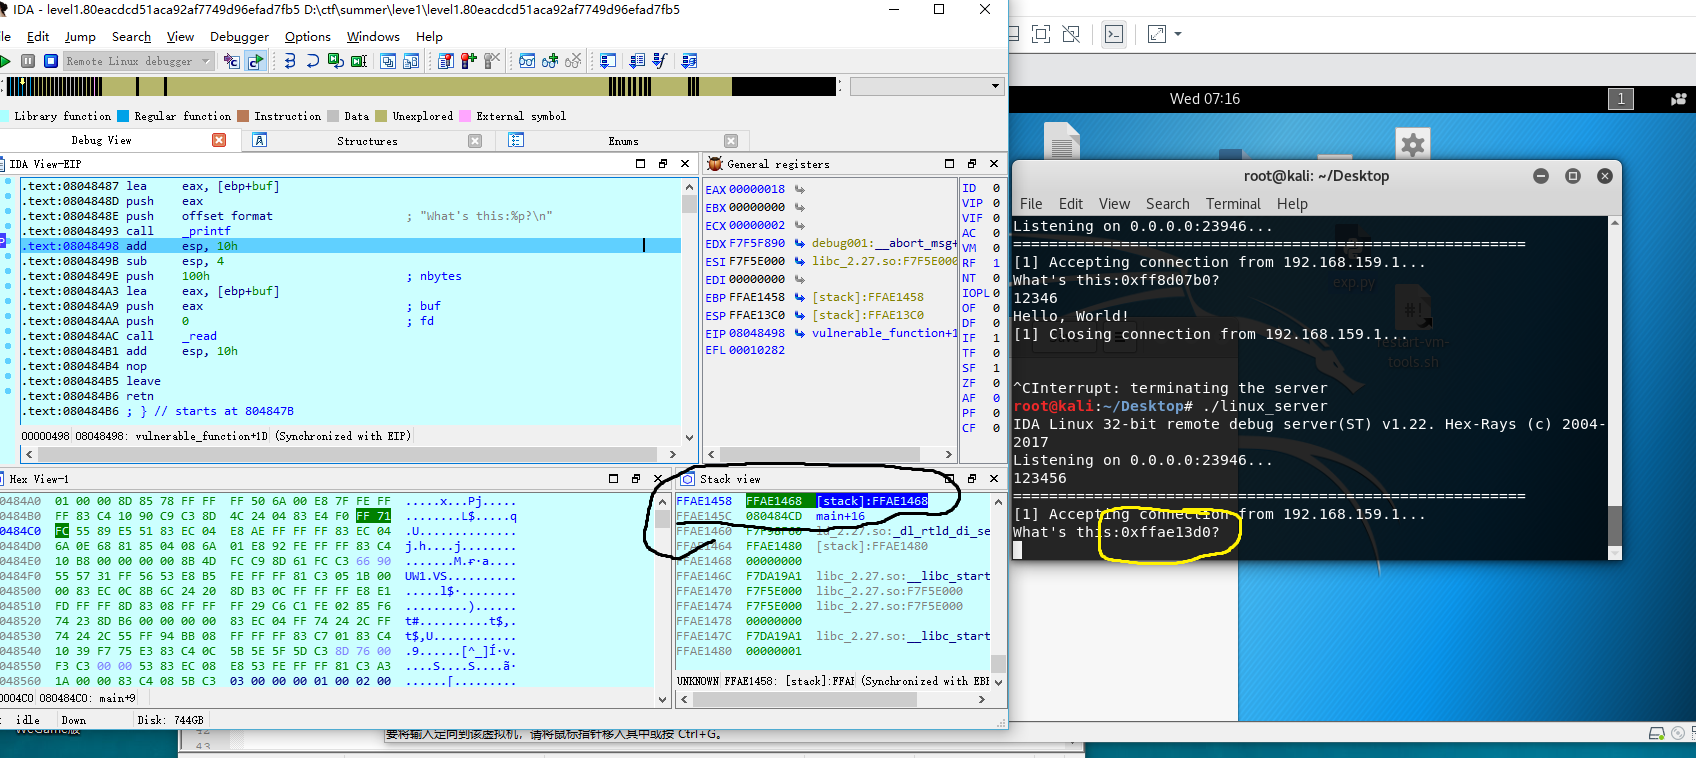 IDA - level1.80eacdcd51aca92af7749d96efad7fb5 D:\ctf\summer\leve1\level1.80eacdcd51aca92af7749d96efad7fb5
Edit Jump Search View Debugger Options Windows Help
Remote Linux debugger
Library function Regular function Instruction Data Unexplored External symbol
Debug View Structures Enums
IDA View-EIP
.text:08048487 lea eax, [ebp+buf]
.text:0804848D push eax
.text:0804848E push offset format ; "What's this:%p?\n"
.text:08048493 call _printf
.text:08048498 add esp, 10h
.text:0804849B sub esp, 4
.text:0804849E push 100h ; nbytes
.text:080484A3 lea eax, [ebp+buf]
.text:080484A9 push eax ; buf
.text:080484AA push 0 ; fd
.text:080484AC call _read
.text:080484B1 add esp, 10h
.text:080484B4 nop
.text:080484B5 leave
.text:080484B6 retn
.text:080484B6 ; } // starts at 804847B
00000498 08048498: vulnerable_function+1D (Synchronized with EIP)
General registers
EAX 00000018
EBX 00000000
ECX 00000002
EDX F7F5F890 debug001:__abort_msg+
ESI F7F5E000 libc_2.27.so:F7F5E000
EDI 00000000
EBP FFAE1458 [stack]:FFAE1458
ESP FFAE13C0 [stack]:FFAE13C0
EIP 08048498 vulnerable_function+1
EFL 00010282
ID 0
VIP 0
VIF 0
AC 0
VM 0
RF 1
NT 0
IOPL 0
OF 0
DF 0
IF 1
TF 0
SF 1
ZF 0
AF 0
PF 0
CF 0
Hex View-1
0484A0 01 00 00 8D 85 78 FF FF FF 50 6A 00 E8 7F FE FF .....x...Pj.....
0484B0 FF 83 C4 10 90 C9 C3 8D 4C 24 04 83 E4 F0 FF 71 ........L$.....q
0484C0 FC 55 89 E5 51 83 EC 04 E8 AE FF FF FF 83 EC 04 .U..Q...........
0484D0 6A 0E 68 81 85 04 08 6A 01 E8 92 FE FF FF 83 C4 j.h....j........
0484E0 10 B8 00 00 00 00 8B 4D FC C9 8D 61 FC C3 66 90
0484F0 55 57 31 FF 56 53 E8 B5 FE FF FF 81 C3 05 1B 00
048500 00 83 EC 0C 8B 6C 24 20 8D B3 0C FF FF FF E8 E1
048510 FD FF FF 8D 83 08 FF FF FF 29 C6 C1 FE 02 85 F6 .........)......
048520 74 23 8D B6 00 00 00 00 83 EC 04 FF 74 24 2C FF t#..........t$,.
048530 74 24 2C 55 FF 94 BB 08 FF FF FF 83 C7 01 83 C4 t$,U............
048540 10 39 F7 75 E3 83 C4 0C 5B 5E 5F 5D C3 8D 76 00
048550 F3 C3 00 00 53 83 EC 08 E8 53 FE FF FF 81 C3 A3
048560 1A 00 00 83 C4 08 5B C3 03 00 00 00 01 00 02 00 ......[.........
0004C0 080484C0: main+9
Stack view
FFAE1458 FFAE1468 [stack]:FFAE1468
FFAE145C 080484CD main+16
FFAE1460 ld_2.27.so:_dl_rtld_di_se
FFAE1464 FFAE1480 [stack]:FFAE1480
FFAE1468 00000000
FFAE146C F7DA19A1 libc_2.27.so:__libc_start
FFAE1470 F7F5E000 libc_2.27.so:F7F5E000
FFAE1474 F7F5E000 libc_2.27.so:F7F5E000
FFAE1478 00000000
FFAE147C F7DA19A1 libc_2.27.so:__libc_start
FFAE1480 00000001
UNKNOWN FFAE1458: [stack]:FFAE (Synchronized with EBP
idle Down Disk: 744GB
WeGame版
42
43
要将输入定向到该虚拟机，请将鼠标指针移入其中或按 Ctrl+G。
Wed 07:16
1
exp.py
restart-vm-tools.sh
root@kali: ~/Desktop
File Edit View Search Terminal Help
Listening on 0.0.0.0:23946...
=========================================================
[1] Accepting connection from 192.168.159.1...
What's this:0xff8d07b0?
12346
Hello, World!
[1] Closing connection from 192.168.159.1...
^CInterrupt: terminating the server
root@kali:~/Desktop# ./linux_server
IDA Linux 32-bit remote debug server(ST) v1.22. Hex-Rays (c) 2004-
2017
Listening on 0.0.0.0:23946...
123456
=========================================================
[1] Accepting connection from 192.168.159.1...
What's this:0xffae13d0?